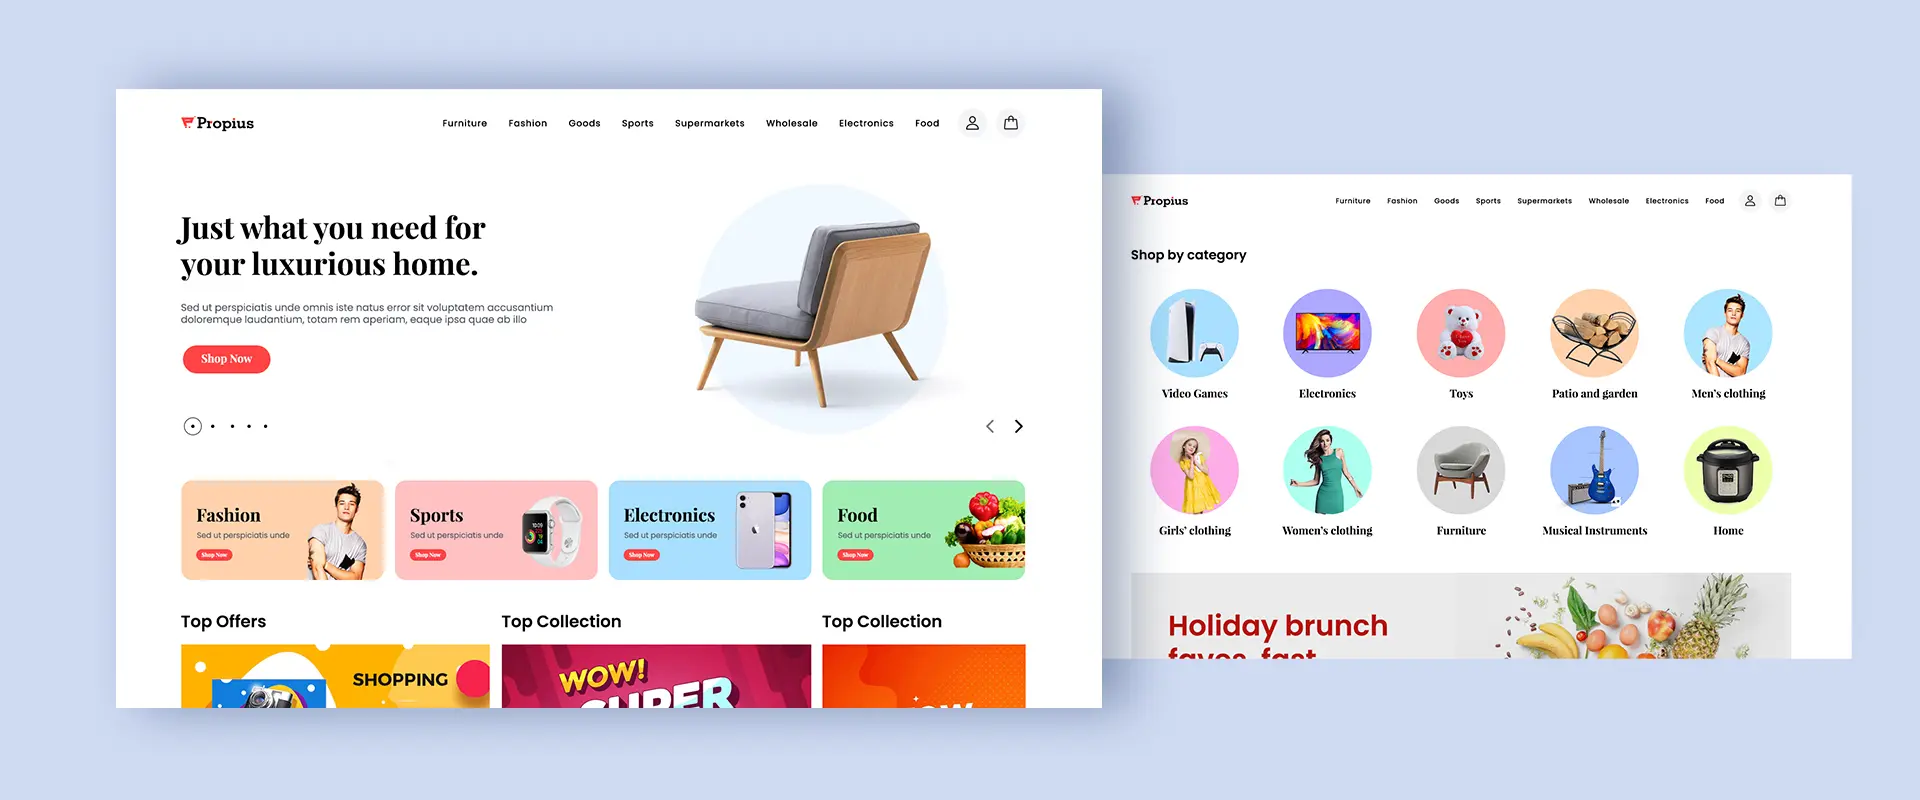 Propius
Furniture Fashion Goods Sports Supermarkets Wholesale Electronics Food
Just what you need for
your luxurious home.
Sed ut perspiciatis unde omnis iste natus error sit voluptatem accusantium
doloremque laudantium, totam rem aperiam, eaque ipsa quae ab illo
Shop Now
Fashion
Sed ut perspiciatis unde
Shop Now
Sports
Sed ut perspiciatis unde
Shop Now
Electronics
Sed ut perspiciatis unde
Shop Now
Food
Sed ut perspiciatis unde
Shop Now
Top Offers
Top Collection
Top Collection
SHOPPING
WOW!
SUPER
Propius
Furniture Fashion Goods Sports Supermarkets Wholesale Electronics Food
Shop by category
Video Games
Electronics
Toys
Patio and garden
Men's clothing
Girls' clothing
Women's clothing
Furniture
Musical Instruments
Home
Holiday brunch
faves, fast